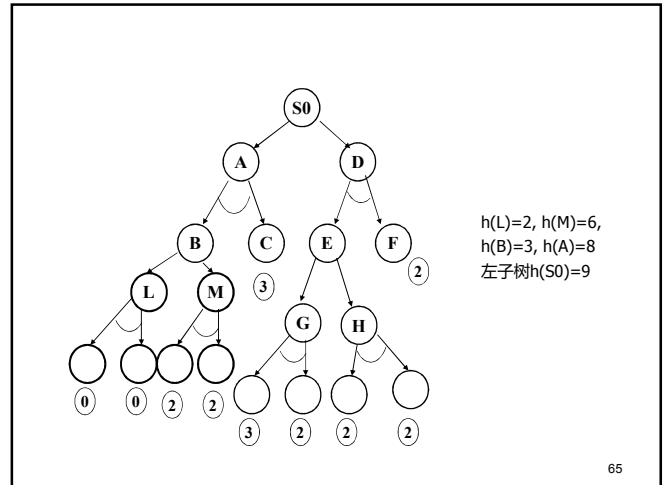 S0
A
D
B
C
E
F
3
2
L
M
G
H
0
0
2
2
3
2
2
2
h(L)=2, h(M)=6,
h(B)=3, h(A)=8
左子树h(S0)=9
65